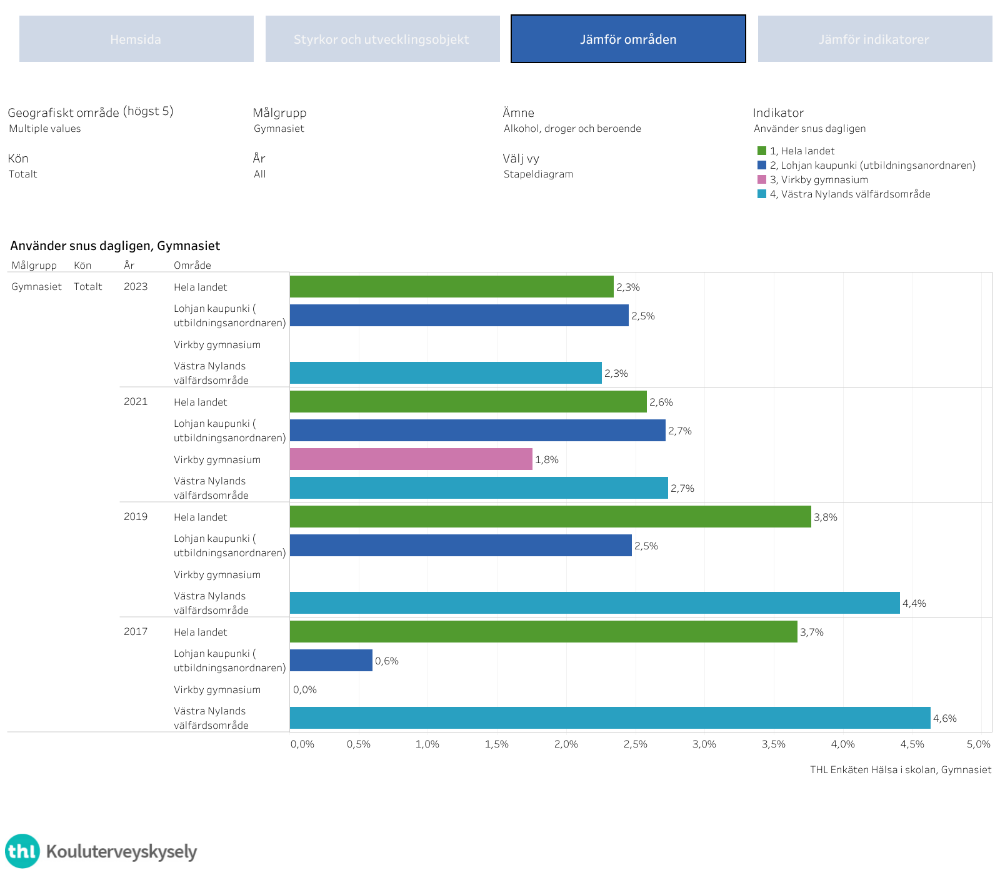 Hemsida
Styrkor och utvecklingsobjekt
Jämför områden
Jämför indikatorer
Geografiskt område (högst 5)
Multiple values
Målgrupp
Gymnasiet
Ämne
Alkohol, droger och beroende
Indikator
Använder snus dagligen
Kön
Totalt
År
All
Välj vy
Stapeldiagram
1, Hela landet
2, Lohjan kaupunki (utbildningsanordnaren)
3, Virkby gymnasium
4, Västra Nylands välfärdsområde
Använder snus dagligen, Gymnasiet
Målgrupp Kön År Område
Gymnasiet Totalt 2023 Hela landet 2,3%
Lohjan kaupunki (
utbildningsanordnaren) 2,5%
Virkby gymnasium
Västra Nylands
välfärdsområde 2,3%
2021 Hela landet 2,6%
Lohjan kaupunki (
utbildningsanordnaren) 2,7%
Virkby gymnasium 1,8%
Västra Nylands
välfärdsområde 2,7%
2019 Hela landet 3,8%
Lohjan kaupunki (
utbildningsanordnaren) 2,5%
Virkby gymnasium
Västra Nylands
välfärdsområde 4,4%
2017 Hela landet 3,7%
Lohjan kaupunki (
utbildningsanordnaren) 0,6%
Virkby gymnasium 0,0%
Västra Nylands
välfärdsområde 4,6%
0,0% 0,5% 1,0% 1,5% 2,0% 2,5% 3,0% 3,5% 4,0% 4,5% 5,0%
THL Enkäten Hälsa i skolan, Gymnasiet
thl Kouluterveyskysely